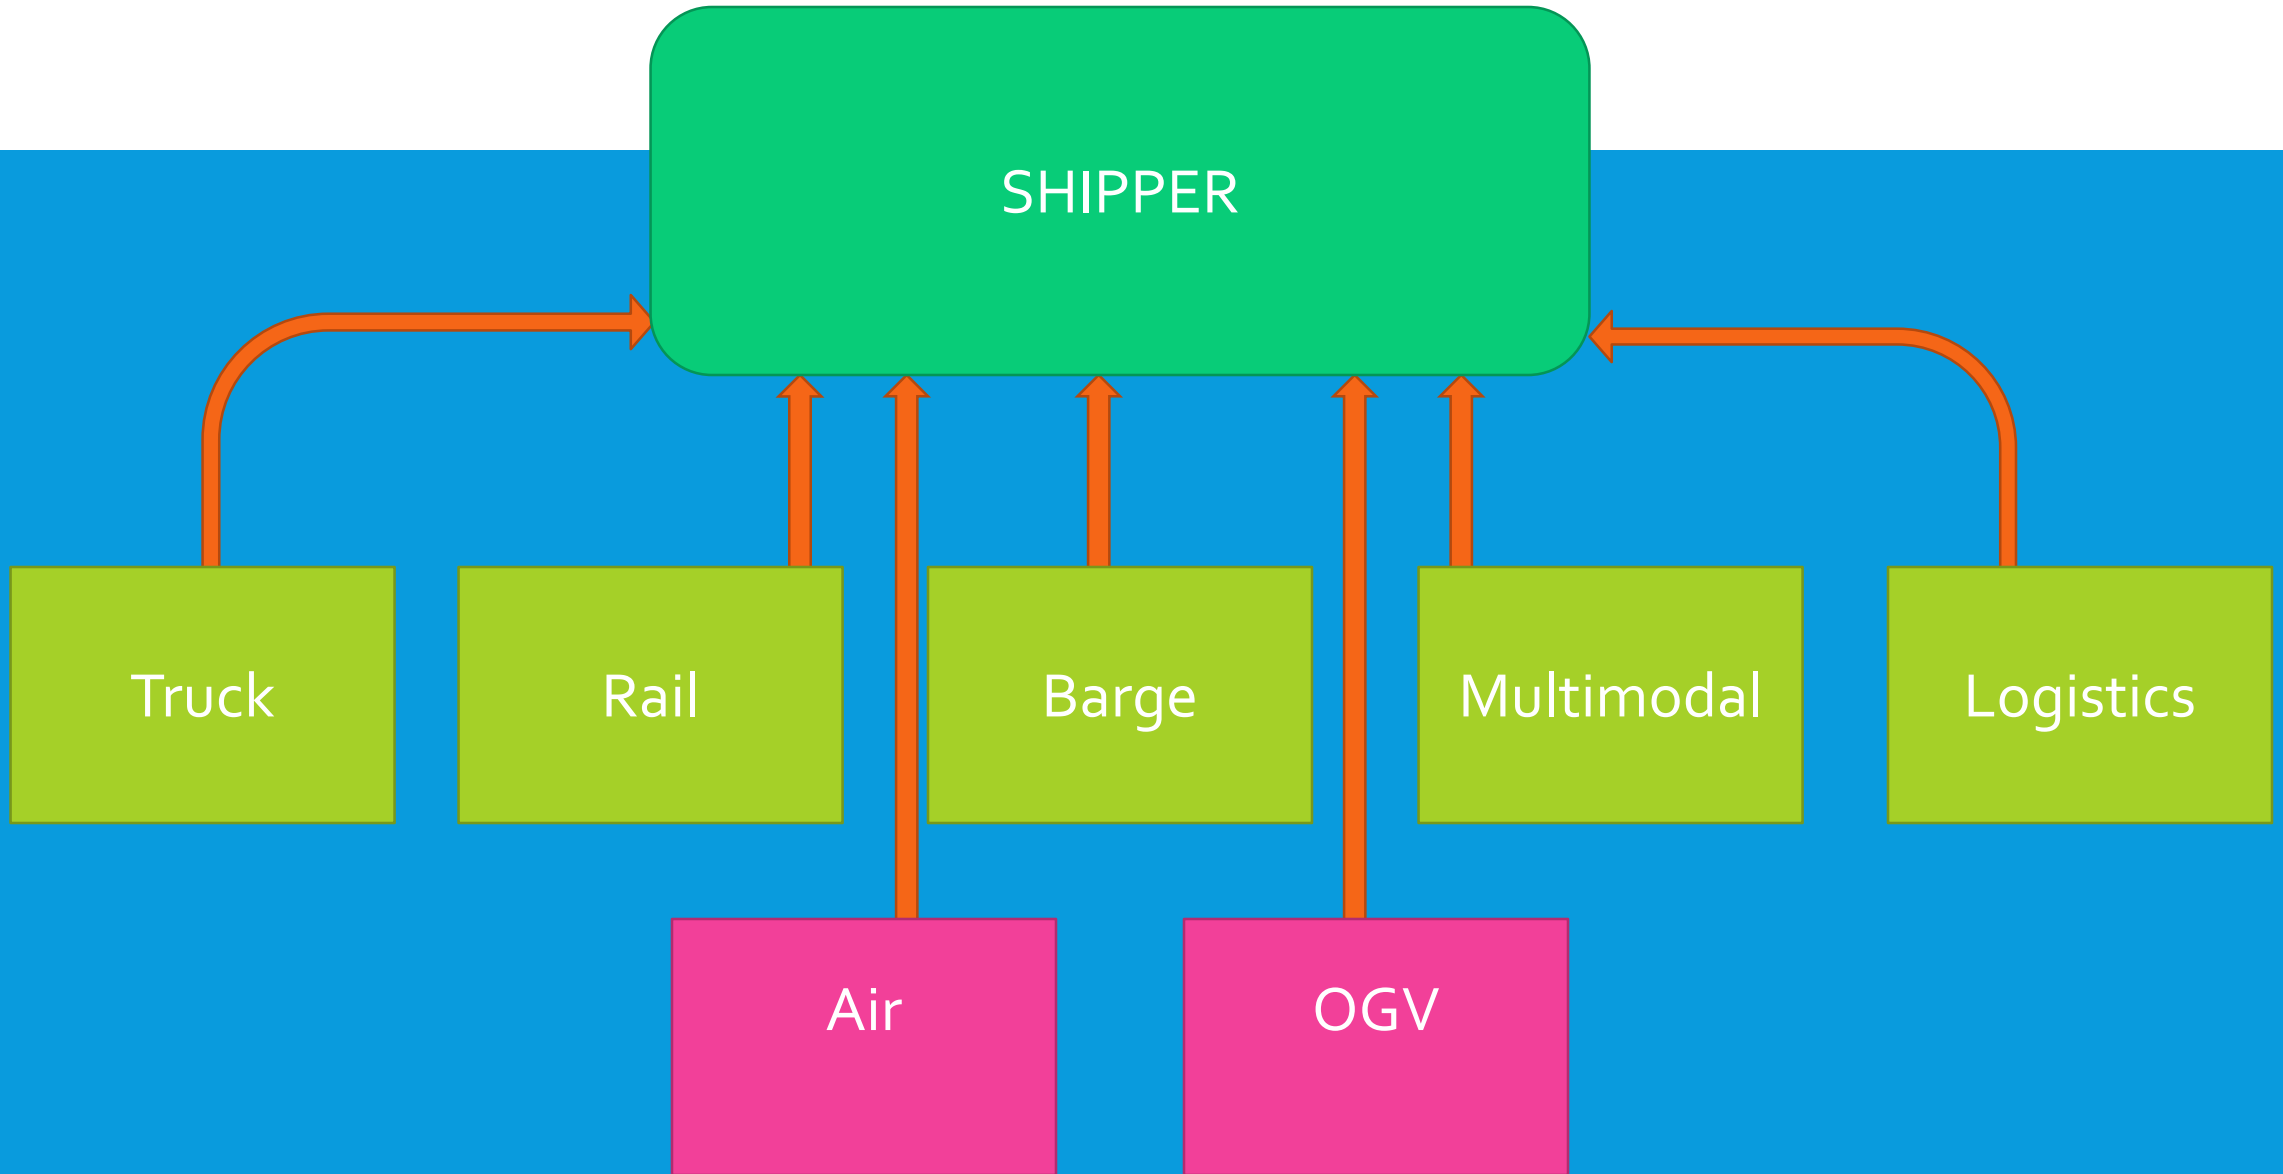 SHIPPER
Truck
Rail
Barge
Multimodal
Logistics
Air
OGV